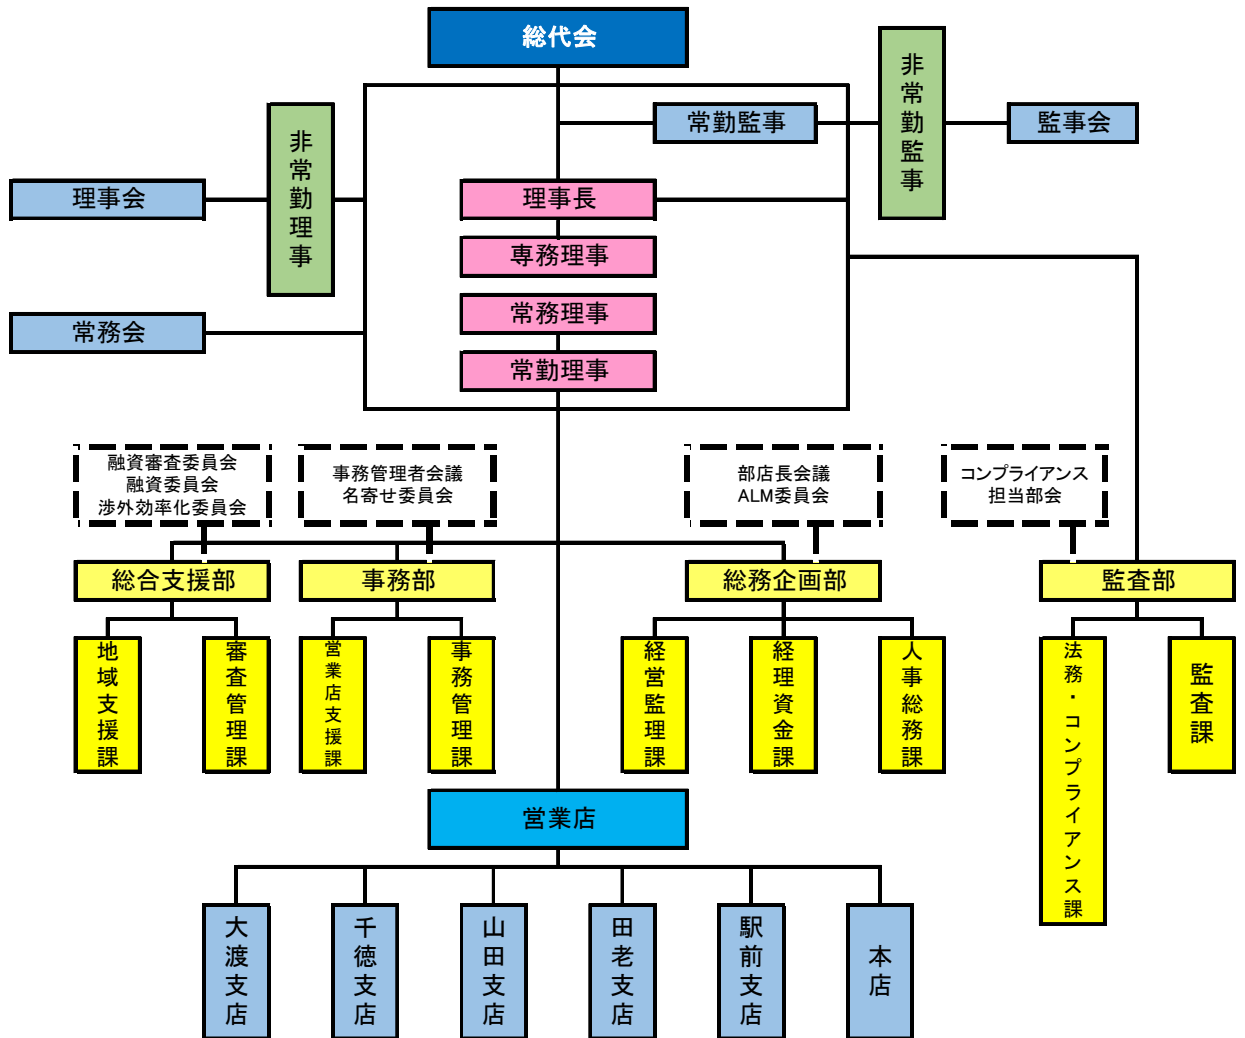 総代会
非常勤監事
常勤監事
監事会
非常勤理事
理事会
理事長
専務理事
常務理事
常務会
常勤理事
融資審査委員会
融資委員会
渉外効率化委員会
事務管理者会議
名寄せ委員会
部店長会議
ALM委員会
コンプライアンス
担当部会
総合支援部
事務部
総務企画部
監査部
地域支援課
審査管理課
営業店支援課
事務管理課
経営監理課
経理資金課
人事総務課
法務・コンプライアンス課
監査課
営業店
大渡支店
千徳支店
山田支店
田老支店
駅前支店
本店